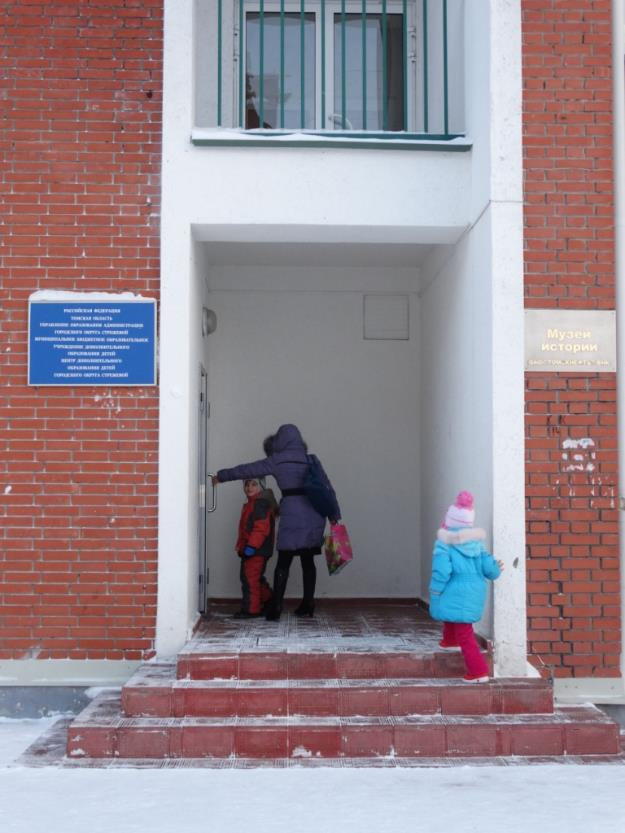 РОССИЙСКАЯ ФЕДЕРАЦИЯ
ТОМСКАЯ ОБЛАСТЬ
УПРАВЛЕНИЕ ОБРАЗОВАНИЯ АДМИНИСТРАЦИИ
ГОРОДСКОГО ОКРУГА СТРЕЖЕВОЙ
МУНИЦИПАЛЬНОЕ БЮДЖЕТНОЕ ОБРАЗОВАТЕЛЬНОЕ
УЧРЕЖДЕНИЕ ДОПОЛНИТЕЛЬНОГО
ОБРАЗОВАНИЯ ДЕТЕЙ
ЦЕНТР ДОПОЛНИТЕЛЬНОГО
ОБРАЗОВАНИЯ ДЕТЕЙ
ГОРОДСКОГО ОКРУГА СТРЕЖЕВОЙ
Музей
истории
ВНК